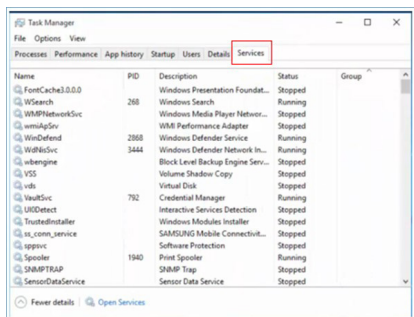 Task Manager
File Options View
Processes Performance App history Startup Users Details Services
Name PID Description Status Group
FontCache3.0.0.0 Windows Presentation Foundat... Stopped
WSearch 268 Windows Search Running
WMPNetworkSvc Windows Media Player Networ... Stopped
wmiApSrv WMI Performance Adapter Stopped
WinDefend 2868 Windows Defender Service Running
WdNisSvc 3444 Windows Defender Network In... Running
wbengine Block Level Backup Engine Serv... Stopped
VSS Volume Shadow Copy Stopped
vds Virtual Disk Stopped
VaultSvc 792 Credential Manager Running
UI0Detect Interactive Services Detection Stopped
TrustedInstaller Windows Modules Installer Stopped
ss_conn_service SAMSUNG Mobile Connectivit... Stopped
sppsvc Software Protection Stopped
Spooler 1940 Print Spooler Running
SNMPTRAP SNMP Trap Stopped
SensorDataService Sensor Data Service Stopped
Fewer details Open Services